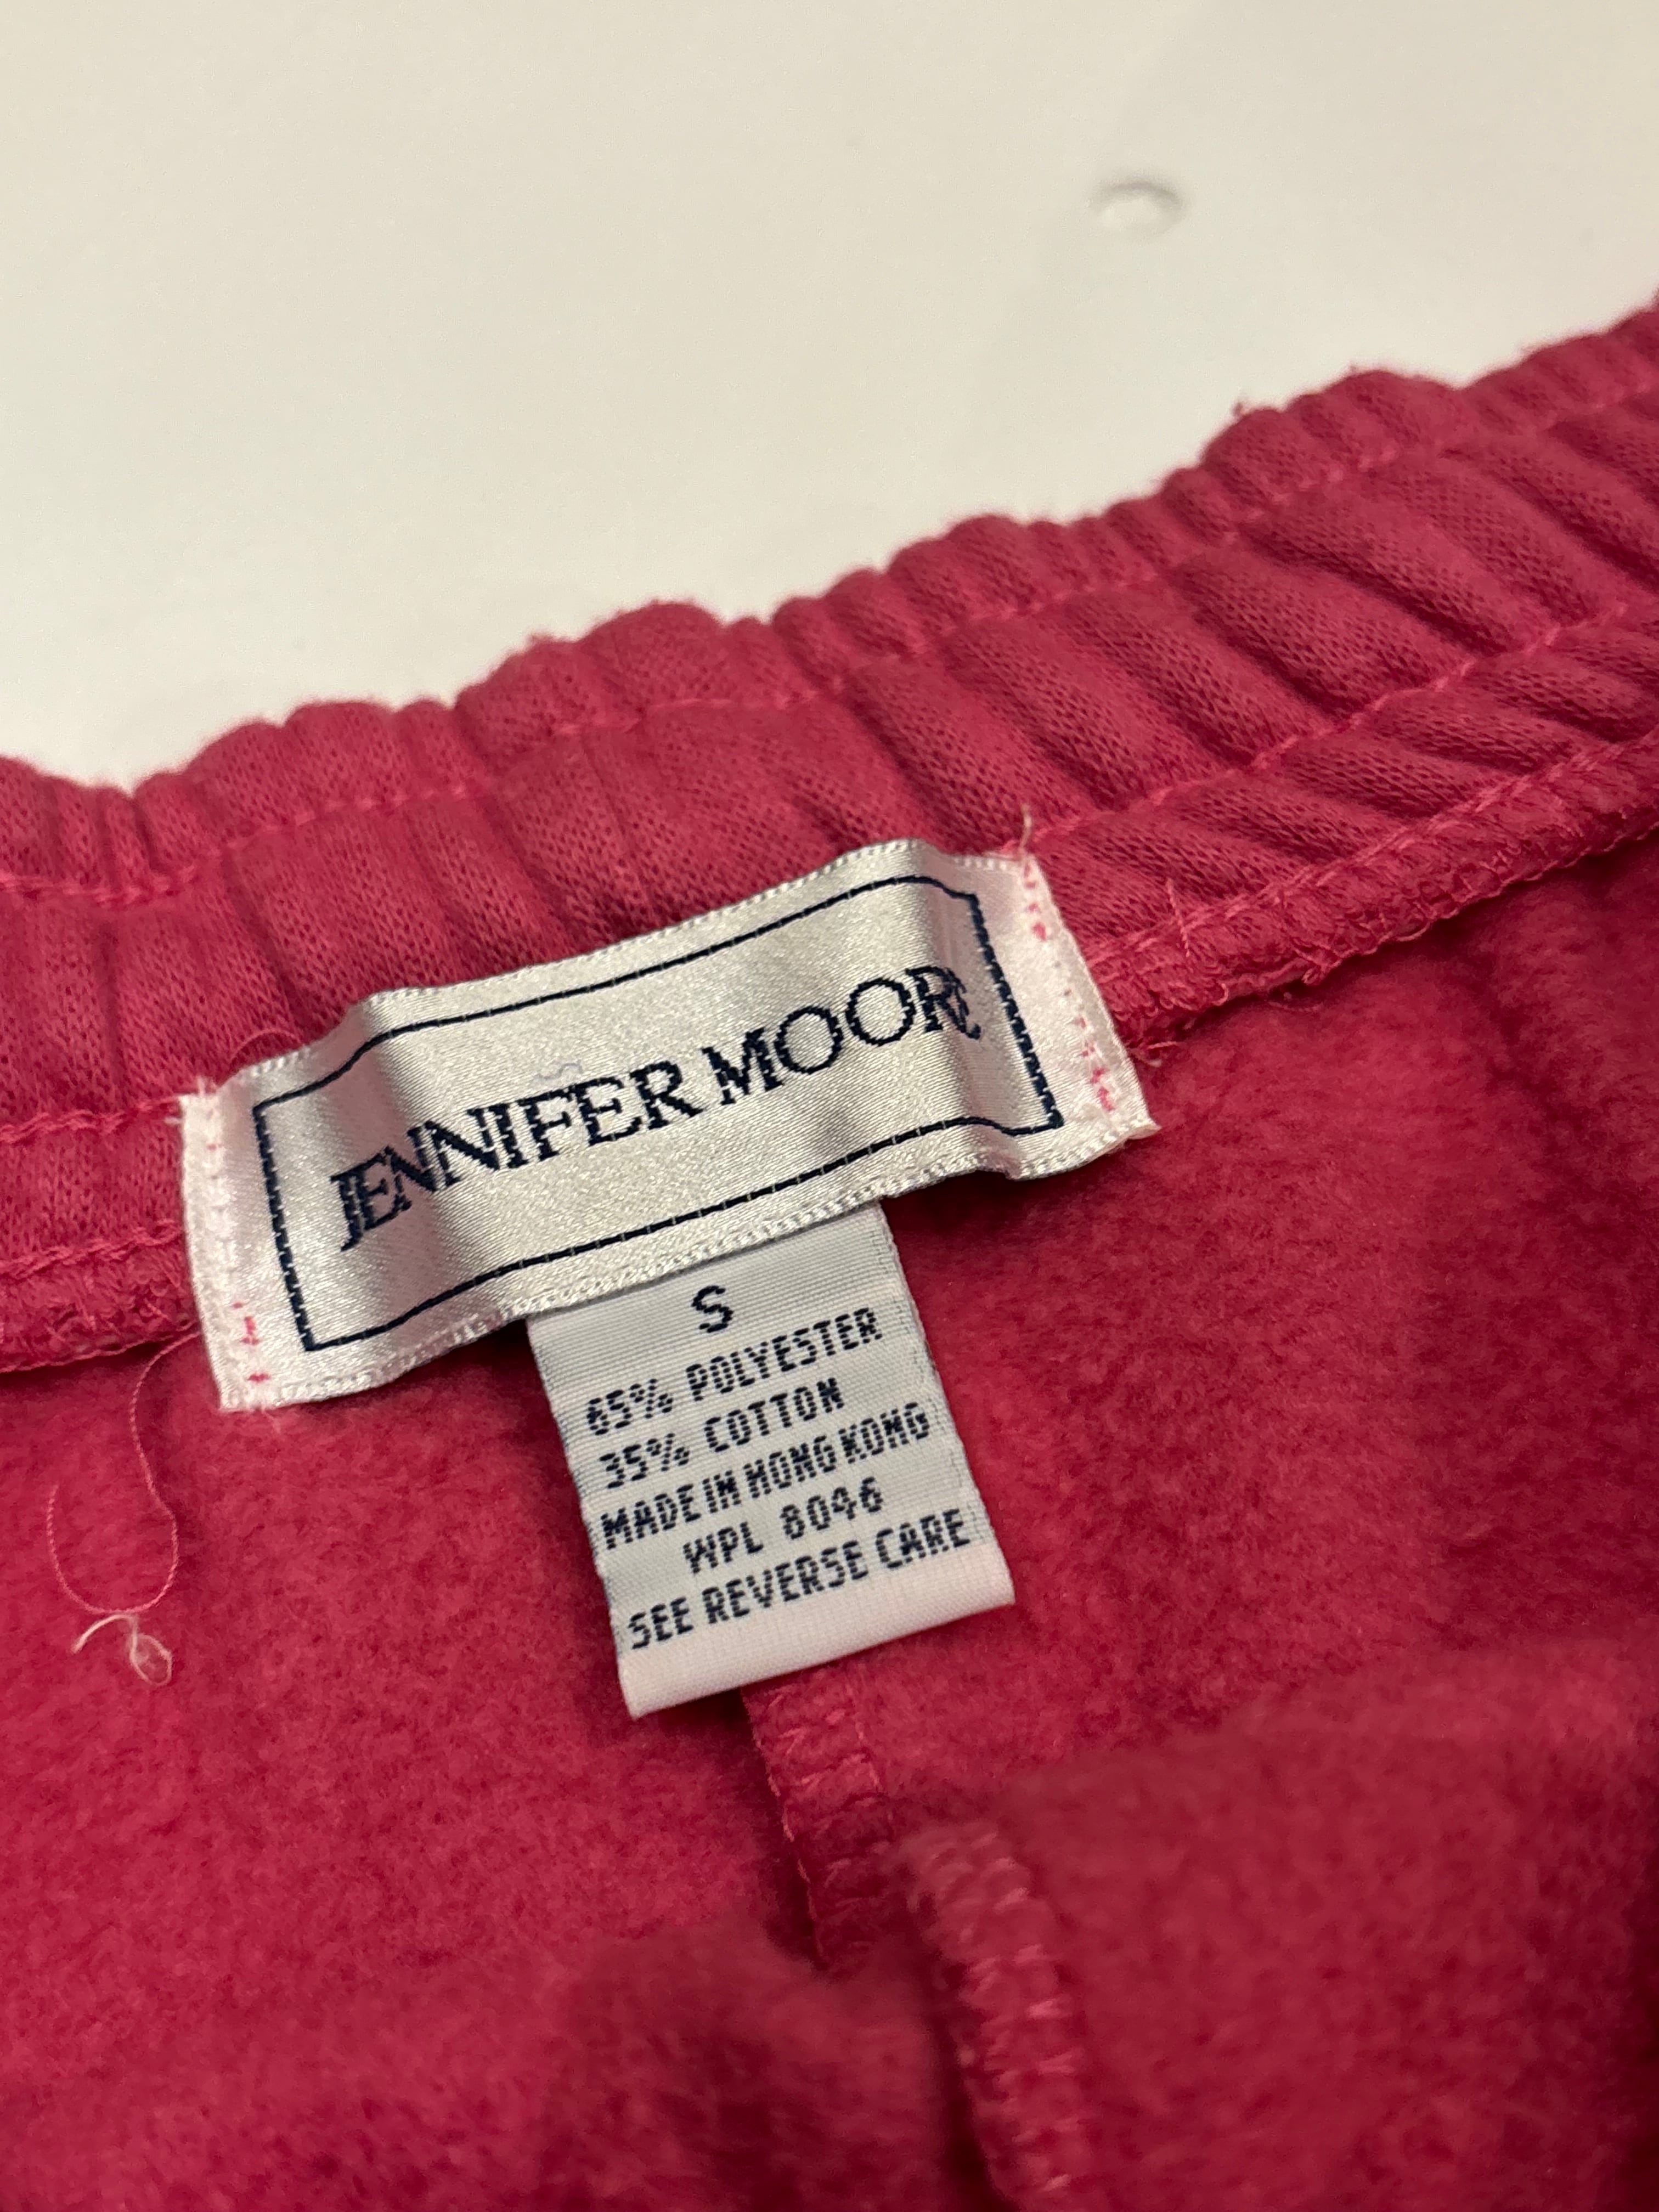 JENNIFER MOORE
S
65% POLYESTER
35% COTTON
MADE IN HONG KONG
WPL 8046
SEE REVERSE CARE